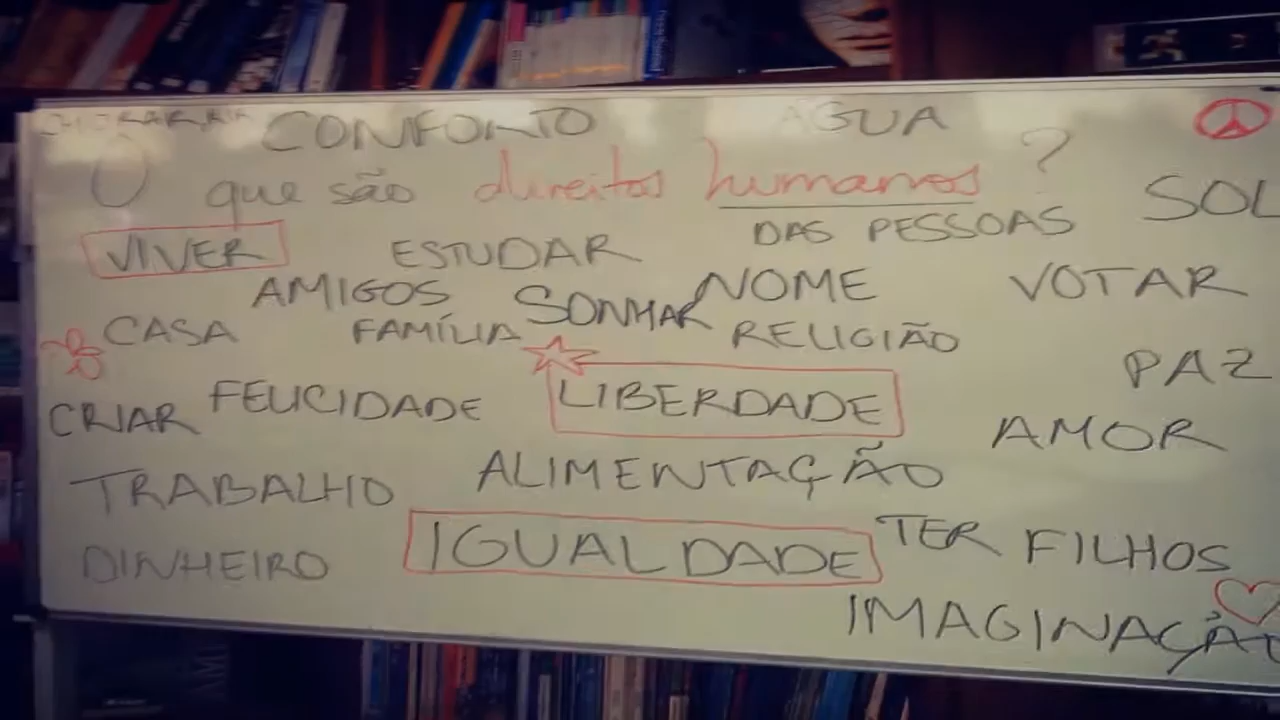 CONFORTO ÁGUA
O que são direitos humanos ?
DAS PESSOAS SOL
VIVER ESTUDAR
AMIGOS SONHAR NOME VOTAR
CASA FAMÍLIA RELIGIÃO
PAZ
CRIAR FELICIDADE LIBERDADE
AMOR
TRABALHO ALIMENTAÇÃO
DINHEIRO IGUALDADE TER FILHOS
IMAGINAÇÃO